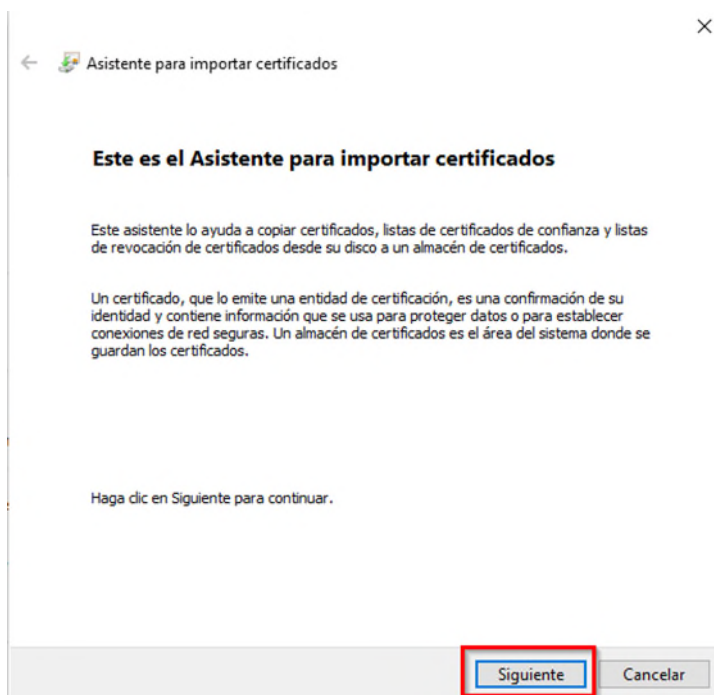 Asistente para importar certificados
Este es el Asistente para importar certificados
Este asistente lo ayuda a copiar certificados, listas de certificados de confianza y listas
de revocación de certificados desde su disco a un almacén de certificados.
Un certificado, que lo emite una entidad de certificación, es una confirmación de su
identidad y contiene información que se usa para proteger datos o para establecer
conexiones de red seguras. Un almacén de certificados es el área del sistema donde se
guardan los certificados.
Haga clic en Siguiente para continuar.
Siguiente
Cancelar